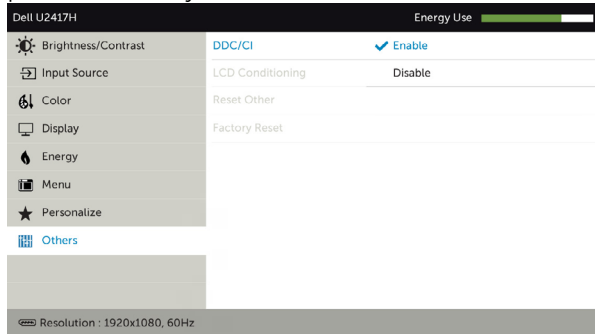 Dell U2417H
Energy Use
Brightness/Contrast
DDC/CI
Enable
Input Source
LCD Conditioning
Disable
Color
Reset Other
Display
Factory Reset
Energy
Menu
Personalize
Others
Resolution : 1920x1080, 60Hz